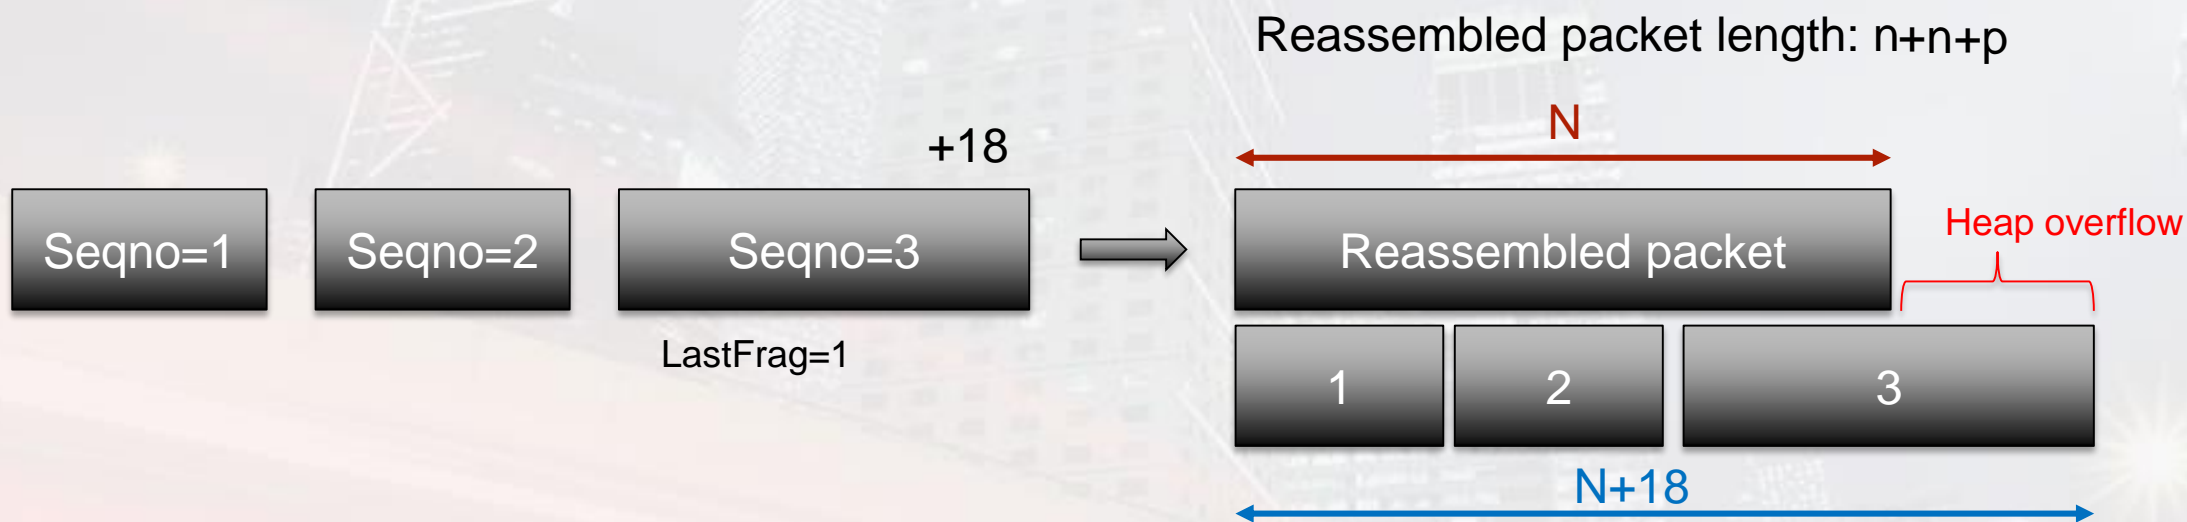 Reassembled packet length: n+n+p
N
+18
Seqno=1
Seqno=2
Seqno=3
Reassembled packet
Heap overflow
LastFrag=1
1
2
3
N+18